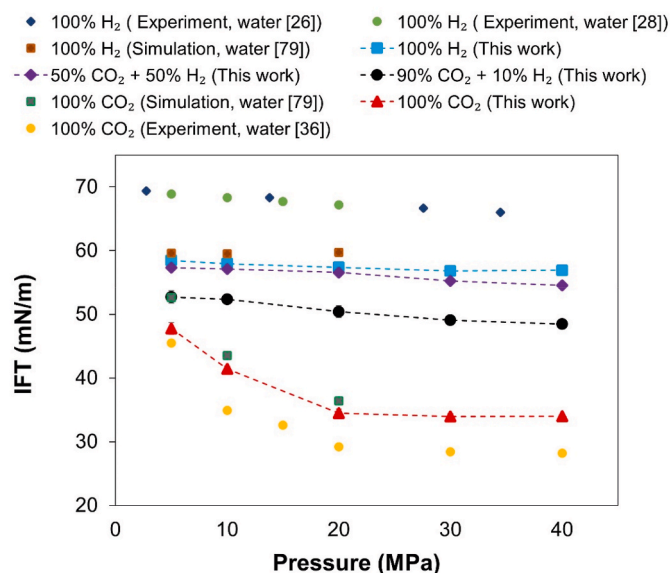 100% H₂ ( Experiment, water [26])
100% H₂ (Experiment, water [28])
100% H₂ (Simulation, water [79])
100% H₂ (This work)
50% CO₂ + 50% H₂ (This work)
90% CO₂ + 10% H₂ (This work)
100% CO₂ (Simulation, water [79])
100% CO₂ (This work)
100% CO₂ (Experiment, water [36])
70
60
50
40
30
20
IFT (mN/m)
0 10 20 30 40
Pressure (MPa)